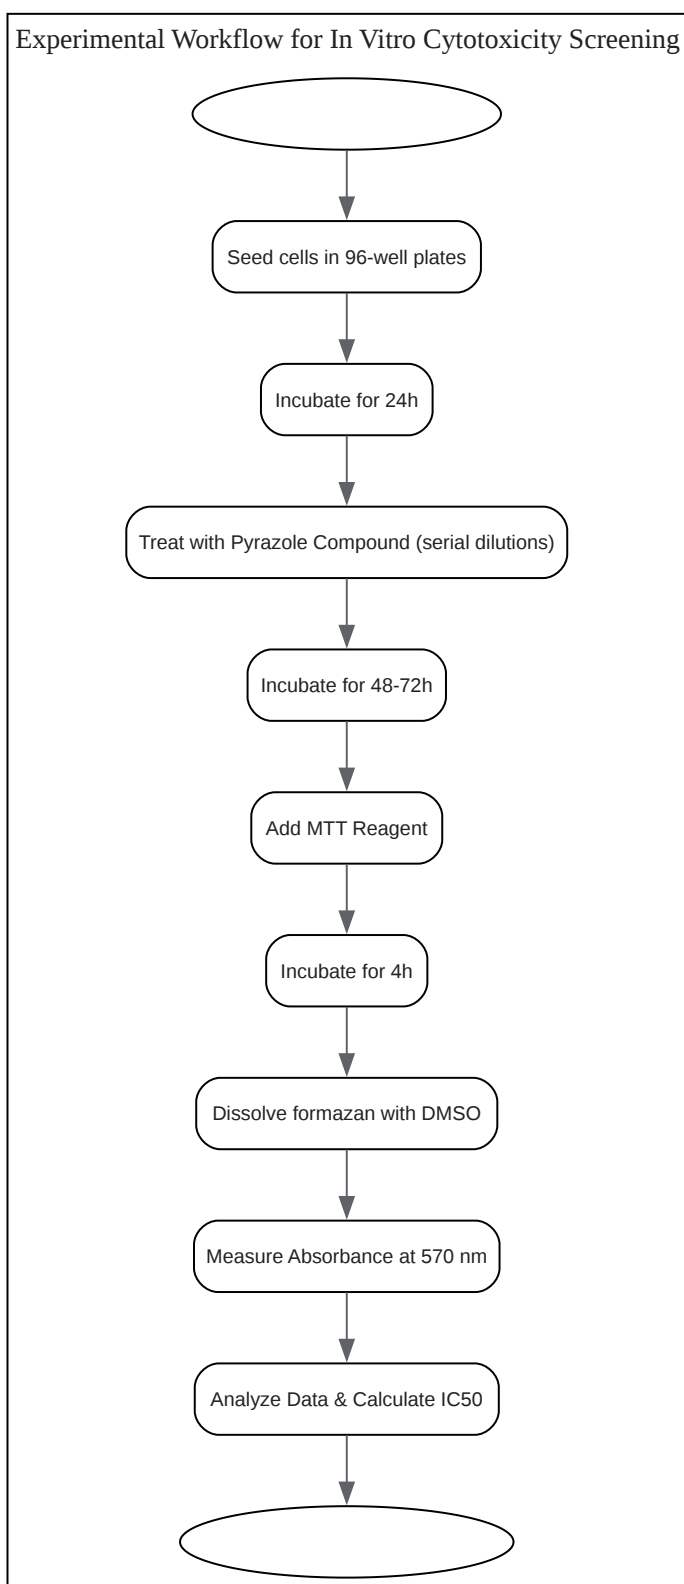 Experimental Workflow for In Vitro Cytotoxicity Screening
Seed cells in 96-well plates
Incubate for 24h
Treat with Pyrazole Compound (serial dilutions)
Incubate for 48-72h
Add MTT Reagent
Incubate for 4h
Dissolve formazan with DMSO
Measure Absorbance at 570 nm
Analyze Data & Calculate IC50